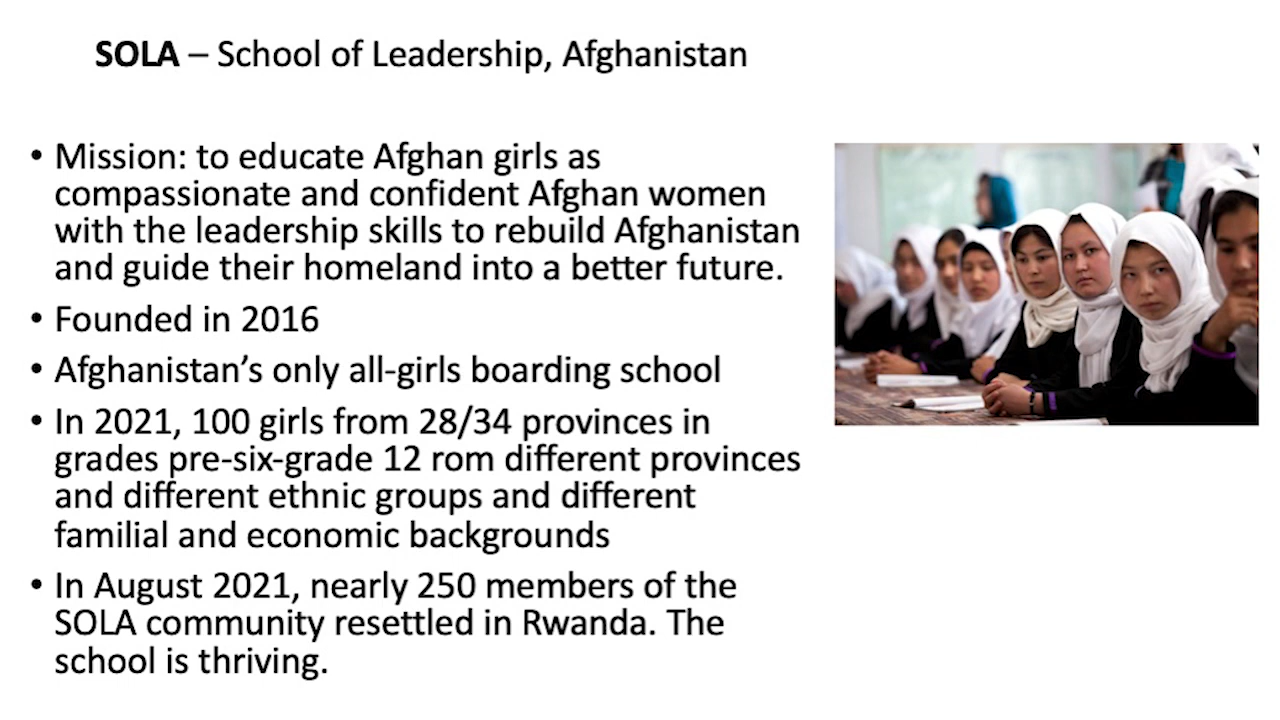 SOLA – School of Leadership, Afghanistan
• Mission: to educate Afghan girls as
compassionate and confident Afghan women
with the leadership skills to rebuild Afghanistan
and guide their homeland into a better future.
• Founded in 2016
• Afghanistan’s only all-girls boarding school
• In 2021, 100 girls from 28/34 provinces in
grades pre-six-grade 12 rom different provinces
and different ethnic groups and different
familial and economic backgrounds
• In August 2021, nearly 250 members of the
SOLA community resettled in Rwanda. The
school is thriving.